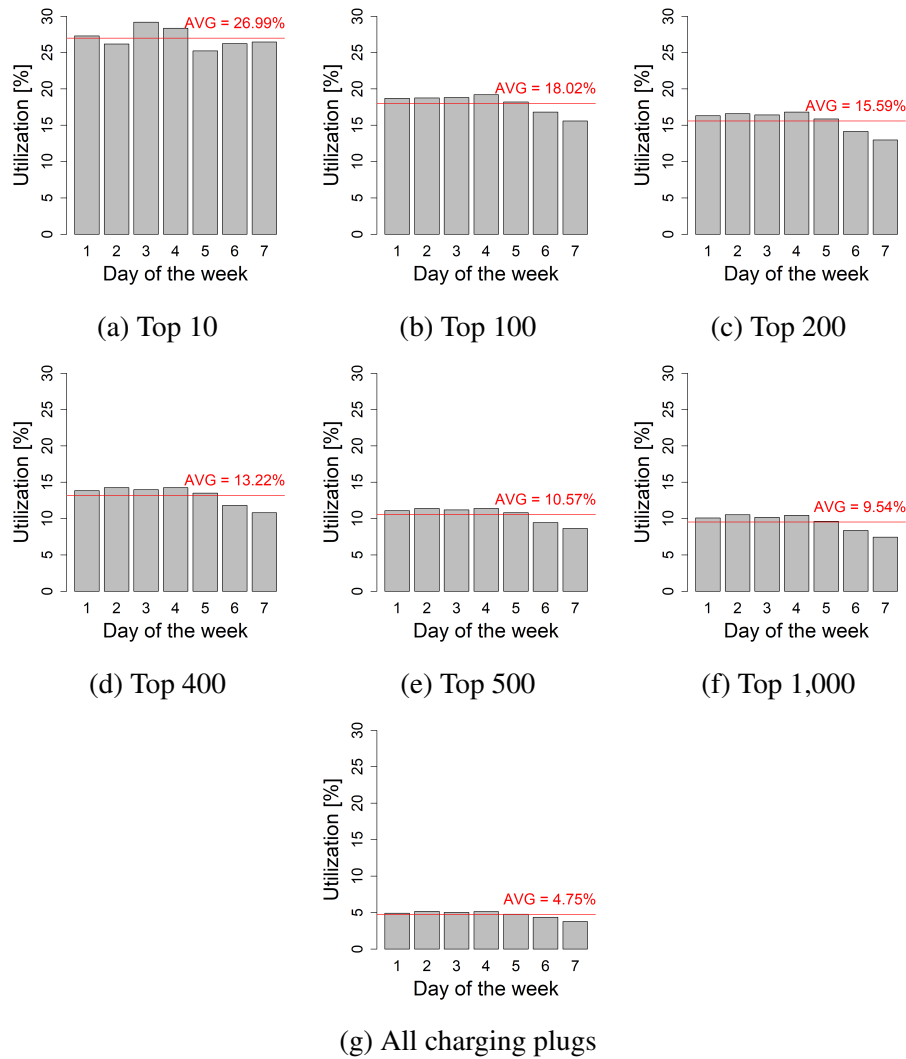 AVG = 26.99%
Utilization [%]
0 5 10 15 20 25 30
1 2 3 4 5 6 7
Day of the week
(a) Top 10
AVG = 18.02%
Utilization [%]
0 5 10 15 20 25 30
1 2 3 4 5 6 7
Day of the week
(b) Top 100
AVG = 15.59%
Utilization [%]
0 5 10 15 20 25 30
1 2 3 4 5 6 7
Day of the week
(c) Top 200
AVG = 13.22%
Utilization [%]
0 5 10 15 20 25 30
1 2 3 4 5 6 7
Day of the week
(d) Top 400
AVG = 10.57%
Utilization [%]
0 5 10 15 20 25 30
1 2 3 4 5 6 7
Day of the week
(e) Top 500
AVG = 9.54%
Utilization [%]
0 5 10 15 20 25 30
1 2 3 4 5 6 7
Day of the week
(f) Top 1,000
AVG = 4.75%
Utilization [%]
0 5 10 15 20 25 30
1 2 3 4 5 6 7
Day of the week
(g) All charging plugs